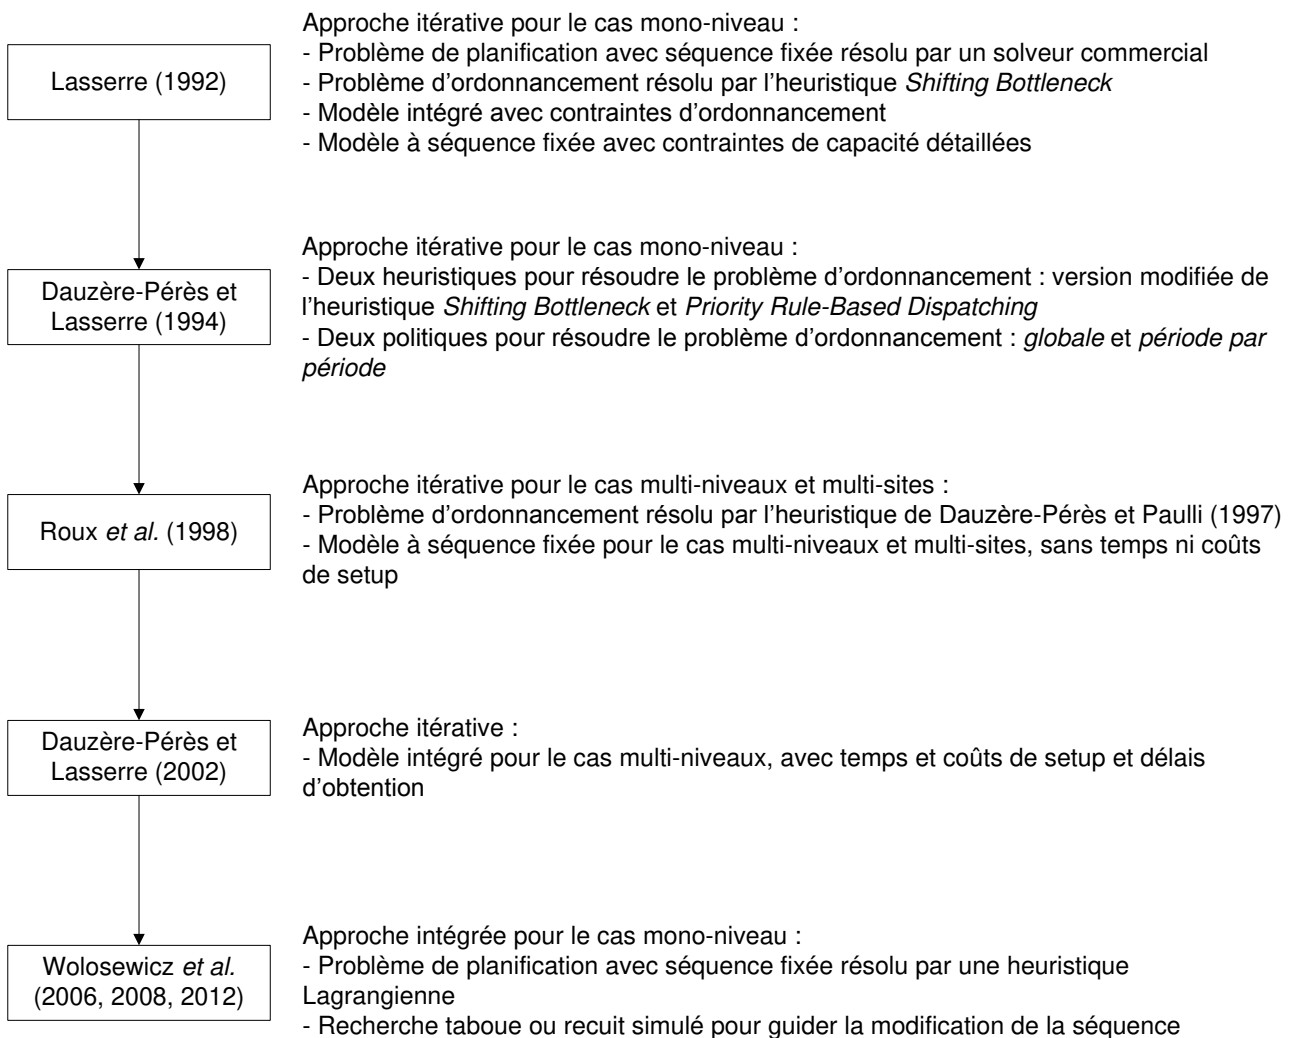 Approche itérative pour le cas mono-niveau :
- Problème de planification avec séquence fixée résolu par un solveur commercial
Lasserre (1992)
- Problème d'ordonnancement résolu par l'heuristique Shifting Bottleneck
- Modèle intégré avec contraintes d'ordonnancement
- Modèle à séquence fixée avec contraintes de capacité détaillées
Approche itérative pour le cas mono-niveau :
- Deux heuristiques pour résoudre le problème d'ordonnancement : version modifiée de
l'heuristique Shifting Bottleneck et Priority Rule-Based Dispatching
- Deux politiques pour résoudre le problème d'ordonnancement : globale et période par
période
Dauzère-Pérès et
Lasserre (1994)
Approche itérative pour le cas multi-niveaux et multi-sites :
- Problème d'ordonnancement résolu par l'heuristique de Dauzère-Pérès et Paulli (1997)
- Modèle à séquence fixée pour le cas multi-niveaux et multi-sites, sans temps ni coûts
de setup
Roux et al. (1998)
Approche itérative :
- Modèle intégré pour le cas multi-niveaux, avec temps et coûts de setup et délais
d'obtention
Dauzère-Pérès et
Lasserre (2002)
Approche intégrée pour le cas mono-niveau :
- Problème de planification avec séquence fixée résolu par une heuristique
Lagrangienne
- Recherche taboue ou recuit simulé pour guider la modification de la séquence
Wolosewicz et al.
(2006, 2008, 2012)